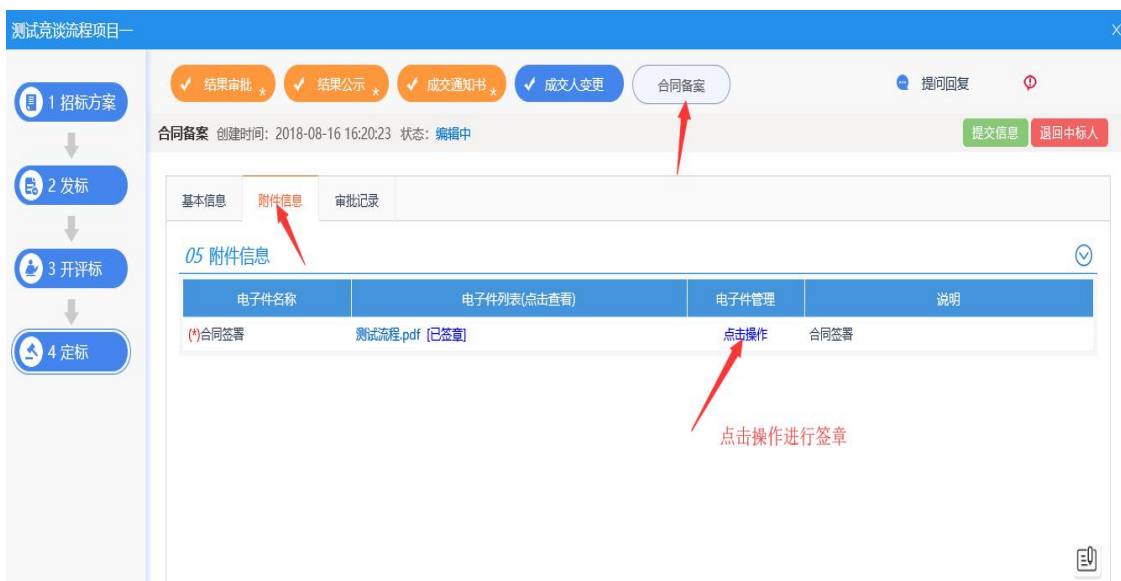 测试竞谈流程项目一
X
结果审批 *
结果公示 *
成交通知书 *
成交人变更
合同备案
提问回复
1 招标方案
2 发标
3 开评标
4 定标
合同备案 创建时间：2018-08-16 16:20:23 状态：编辑中
提交信息
退回中标人
基本信息
附件信息
审批记录
05 附件信息
电子件名称
电子件列表(点击查看)
电子件管理
说明
(*)合同签署
测试流程.pdf [已签章]
点击操作
合同签署
点击操作进行签章